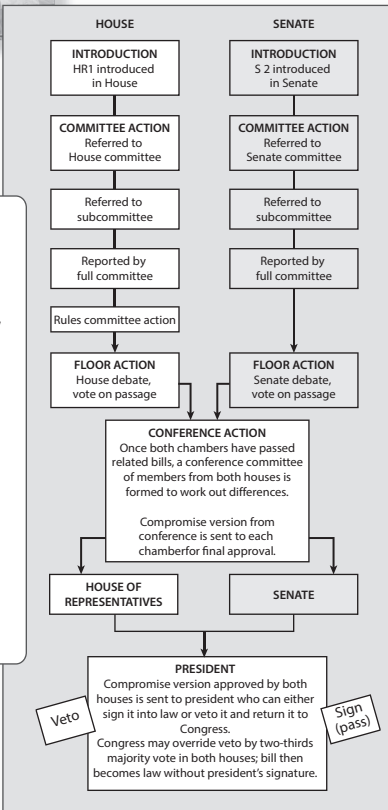 HOUSE
SENATE
INTRODUCTION
HR1 introduced
in House
INTRODUCTION
S 2 introduced
in Senate
COMMITTEE ACTION
Referred to
House committee
COMMITTEE ACTION
Referred to
Senate committee
Referred to
subcommittee
Referred to
subcommittee
Reported by
full committee
Reported by
full committee
Rules committee action
FLOOR ACTION
House debate,
vote on passage
FLOOR ACTION
Senate debate,
vote on passage
CONFERENCE ACTION
Once both chambers have passed
related bills, a conference committee
of members from both houses is
formed to work out differences.
Compromise version from
conference is sent to each
chamberfor final approval.
HOUSE OF
REPRESENTATIVES
SENATE
PRESIDENT
Compromise version approved by both
houses is sent to president who can either
sign it into law or veto it and return it to
Congress.
Congress may override veto by two-thirds
majority vote in both houses; bill then
becomes law without president's signature.
Veto
Sign
(pass)